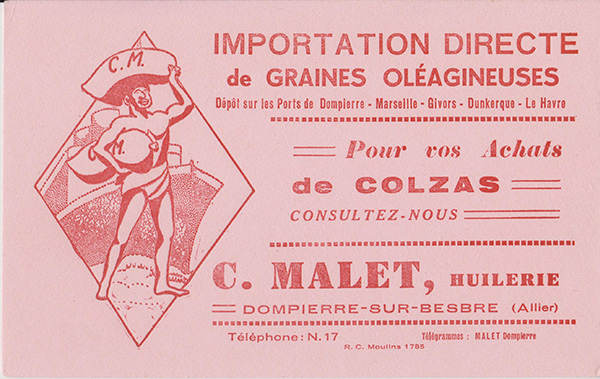 C. M.
M.
IMPORTATION DIRECTE
de GRAINES OLÉAGINEUSES
Dépôt sur les Ports de Dompierre - Marseille - Givors - Dunkerque - Le Havre
Pour vos Achats
de COLZAS
CONSULTEZ-NOUS
C. MALET, HUILERIE
DOMPIERRE-SUR-BESBRE (Allier)
Téléphone : N. 17 Télégrammes : MALET Dompierre
R. C. Moulins 1785